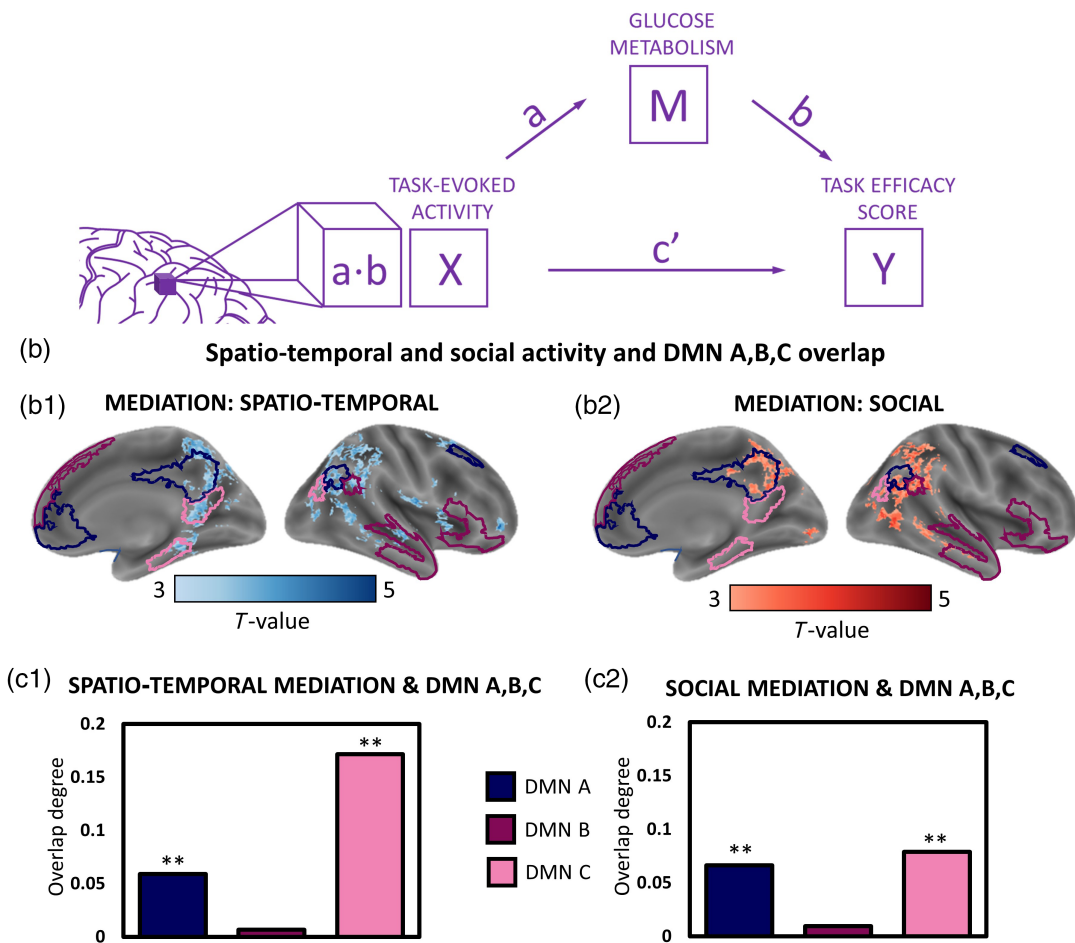 GLUCOSE
METABOLISM
M
a
b
TASK-EVOKED
ACTIVITY
TASK EFFICACY
SCORE
a·b
X
c’
Y
(b)
Spatio-temporal and social activity and DMN A,B,C overlap
(b1)
MEDIATION: SPATIO-TEMPORAL
(b2)
MEDIATION: SOCIAL
3
5
T-value
3
5
T-value
(c1)
SPATIO-TEMPORAL MEDIATION & DMN A,B,C
(c2)
SOCIAL MEDIATION & DMN A,B,C
Overlap degree
0.2
0.15
0.1
0.05
0
**
**
DMN A
DMN B
DMN C
Overlap degree
0.2
0.15
0.1
0.05
0
**
**